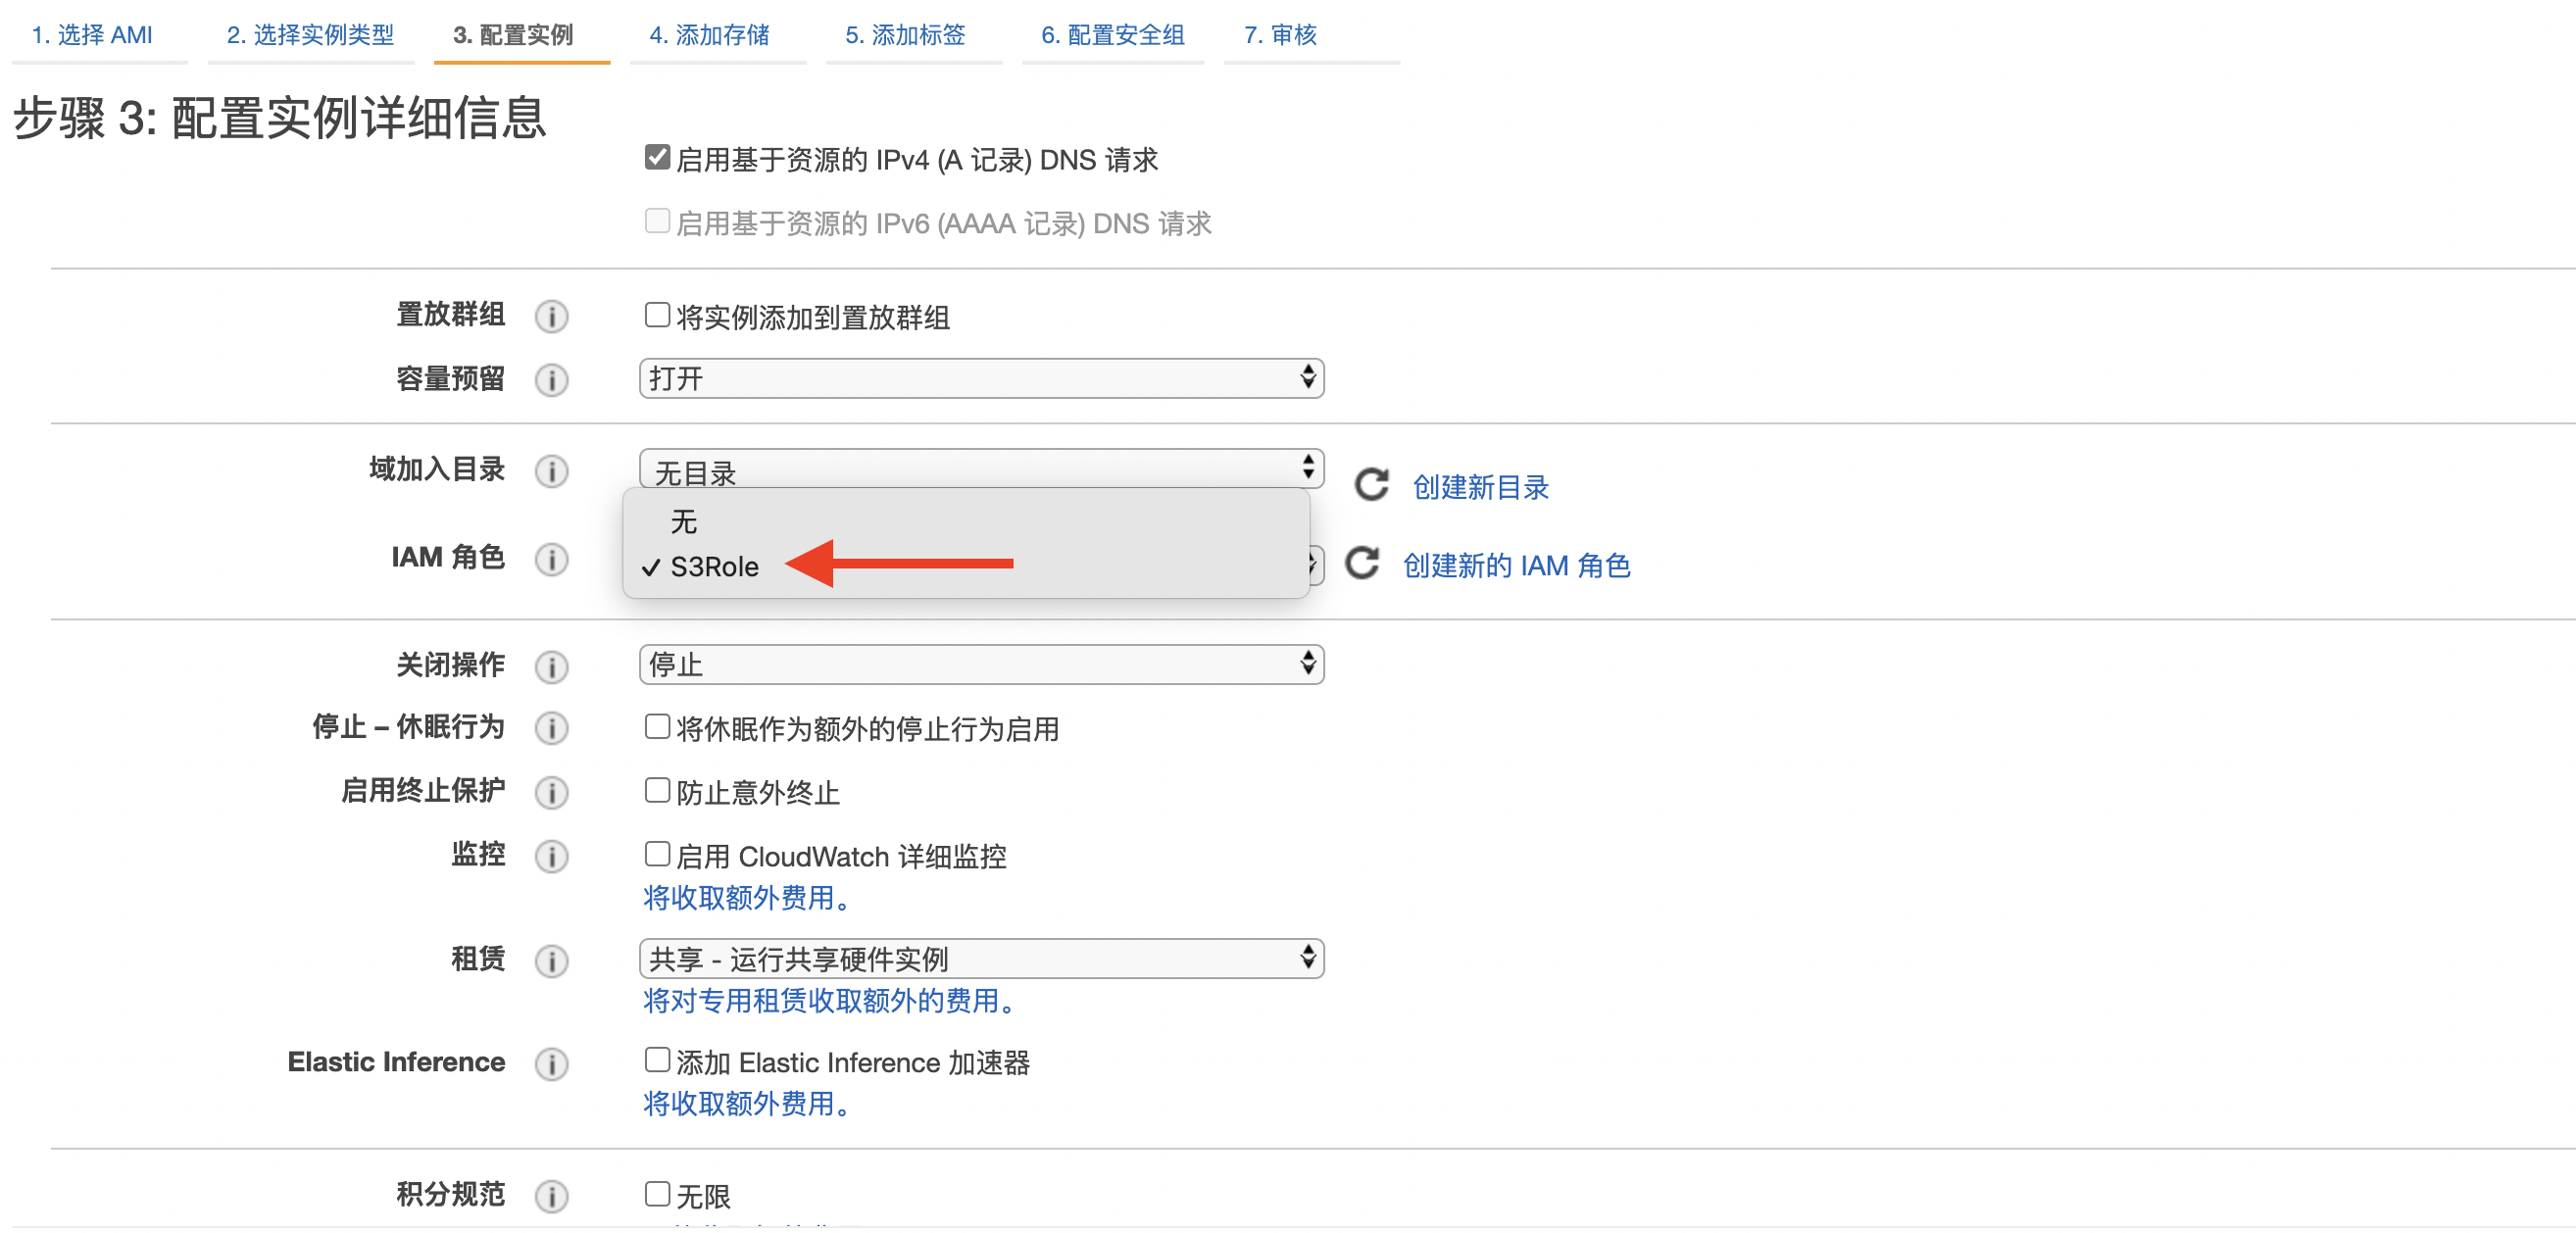 1. 选择 AMI 2. 选择实例类型 3. 配置实例 4. 添加存储 5. 添加标签 6. 配置安全组 7. 审核
步骤 3: 配置实例详细信息
启用基于资源的 IPv4 (A 记录) DNS 请求
启用基于资源的 IPv6 (AAAA 记录) DNS 请求
置放群组 将实例添加到置放群组
容量预留 打开
域加入目录 无目录 创建新目录
无
IAM 角色 S3Role 创建新的 IAM 角色
关闭操作 停止
停止 – 休眠行为 将休眠作为额外的停止行为启用
启用终止保护 防止意外终止
监控 启用 CloudWatch 详细监控
将收取额外费用。
租赁 共享 - 运行共享硬件实例
将对专用租赁收取额外的费用。
Elastic Inference 添加 Elastic Inference 加速器
将收取额外费用。
积分规范 无限